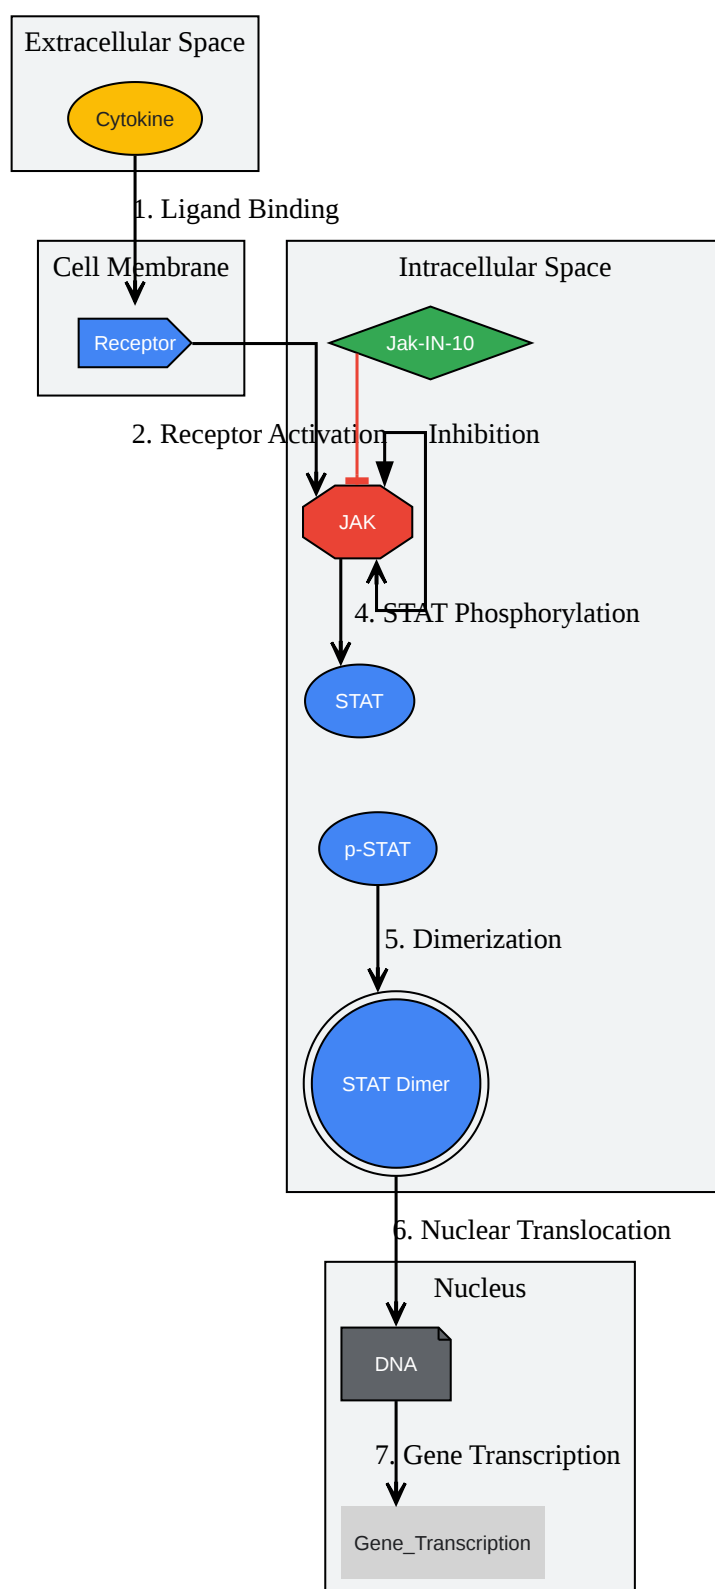 Extracellular Space
Cytokine
1. Ligand Binding
Cell Membrane
Intracellular Space
Receptor
Jak-IN-10
2. Receptor Activation
Inhibition
JAK
4. STAT Phosphorylation
STAT
p-STAT
5. Dimerization
STAT Dimer
6. Nuclear Translocation
Nucleus
DNA
7. Gene Transcription
Gene_Transcription